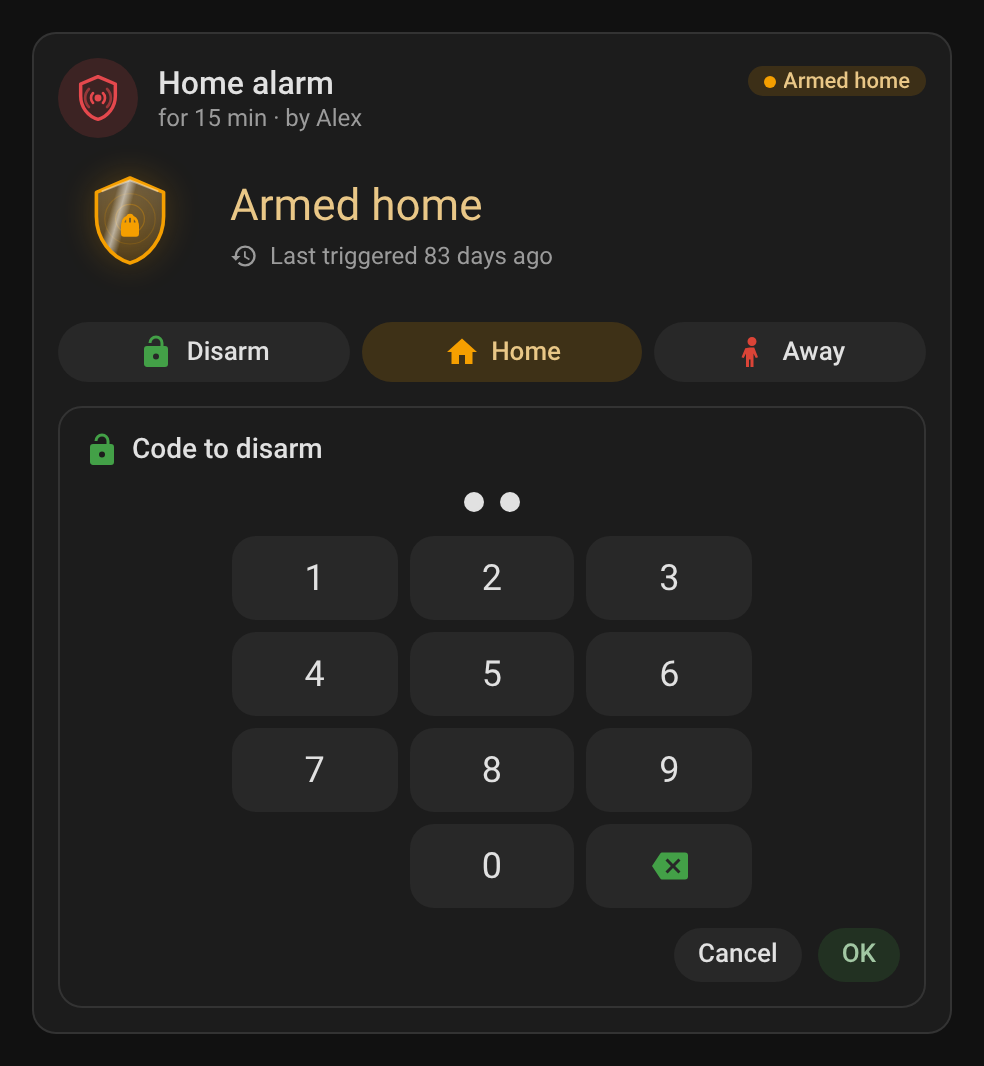 Home alarm
for 15 min · by Alex
Armed home
Armed home
Last triggered 83 days ago
Disarm
Home
Away
Code to disarm
1 2 3
4 5 6
7 8 9
0
Cancel
OK